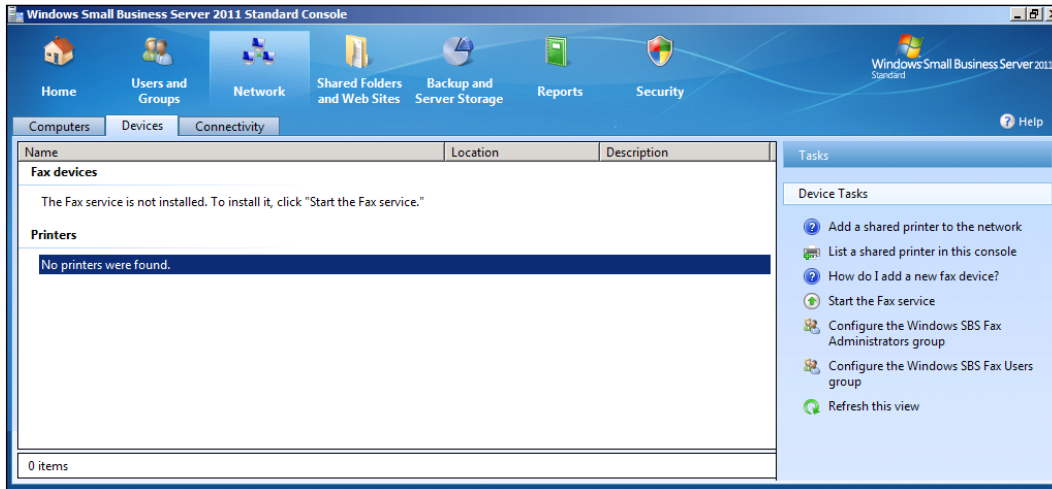 Windows Small Business Server 2011 Standard Console
Home
Users and
Groups
Network
Shared Folders
and Web Sites
Backup and
Server Storage
Reports
Security
Windows Small Business Server 2011
Standard
Computers
Devices
Connectivity
Help
Name
Location
Description
Fax devices
The Fax service is not installed. To install it, click "Start the Fax service."
Printers
No printers were found.
0 items
Tasks
Device Tasks
Add a shared printer to the network
List a shared printer in this console
How do I add a new fax device?
Start the Fax service
Configure the Windows SBS Fax
Administrators group
Configure the Windows SBS Fax Users
group
Refresh this view